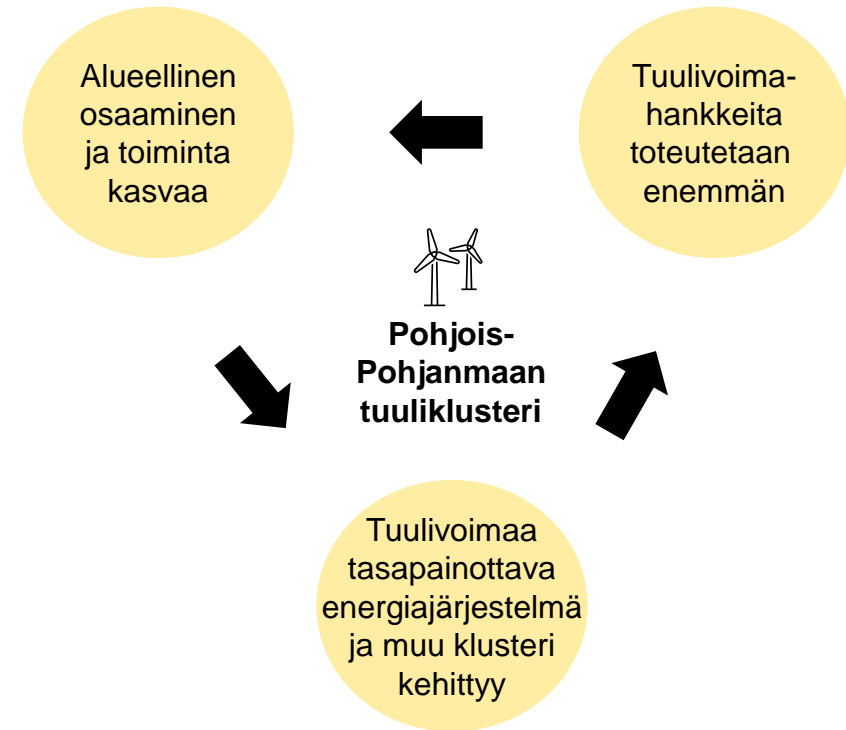 Alueellinen
osaaminen
ja toiminta
kasvaa
Tuulivoima-
hankkeita
toteutetaan
enemmän
Pohjois-
Pohjanmaan
tuuliklusteri
Tuulivoimaa
tasapainottava
energiajärjestelmä
ja muu klusteri
kehittyy